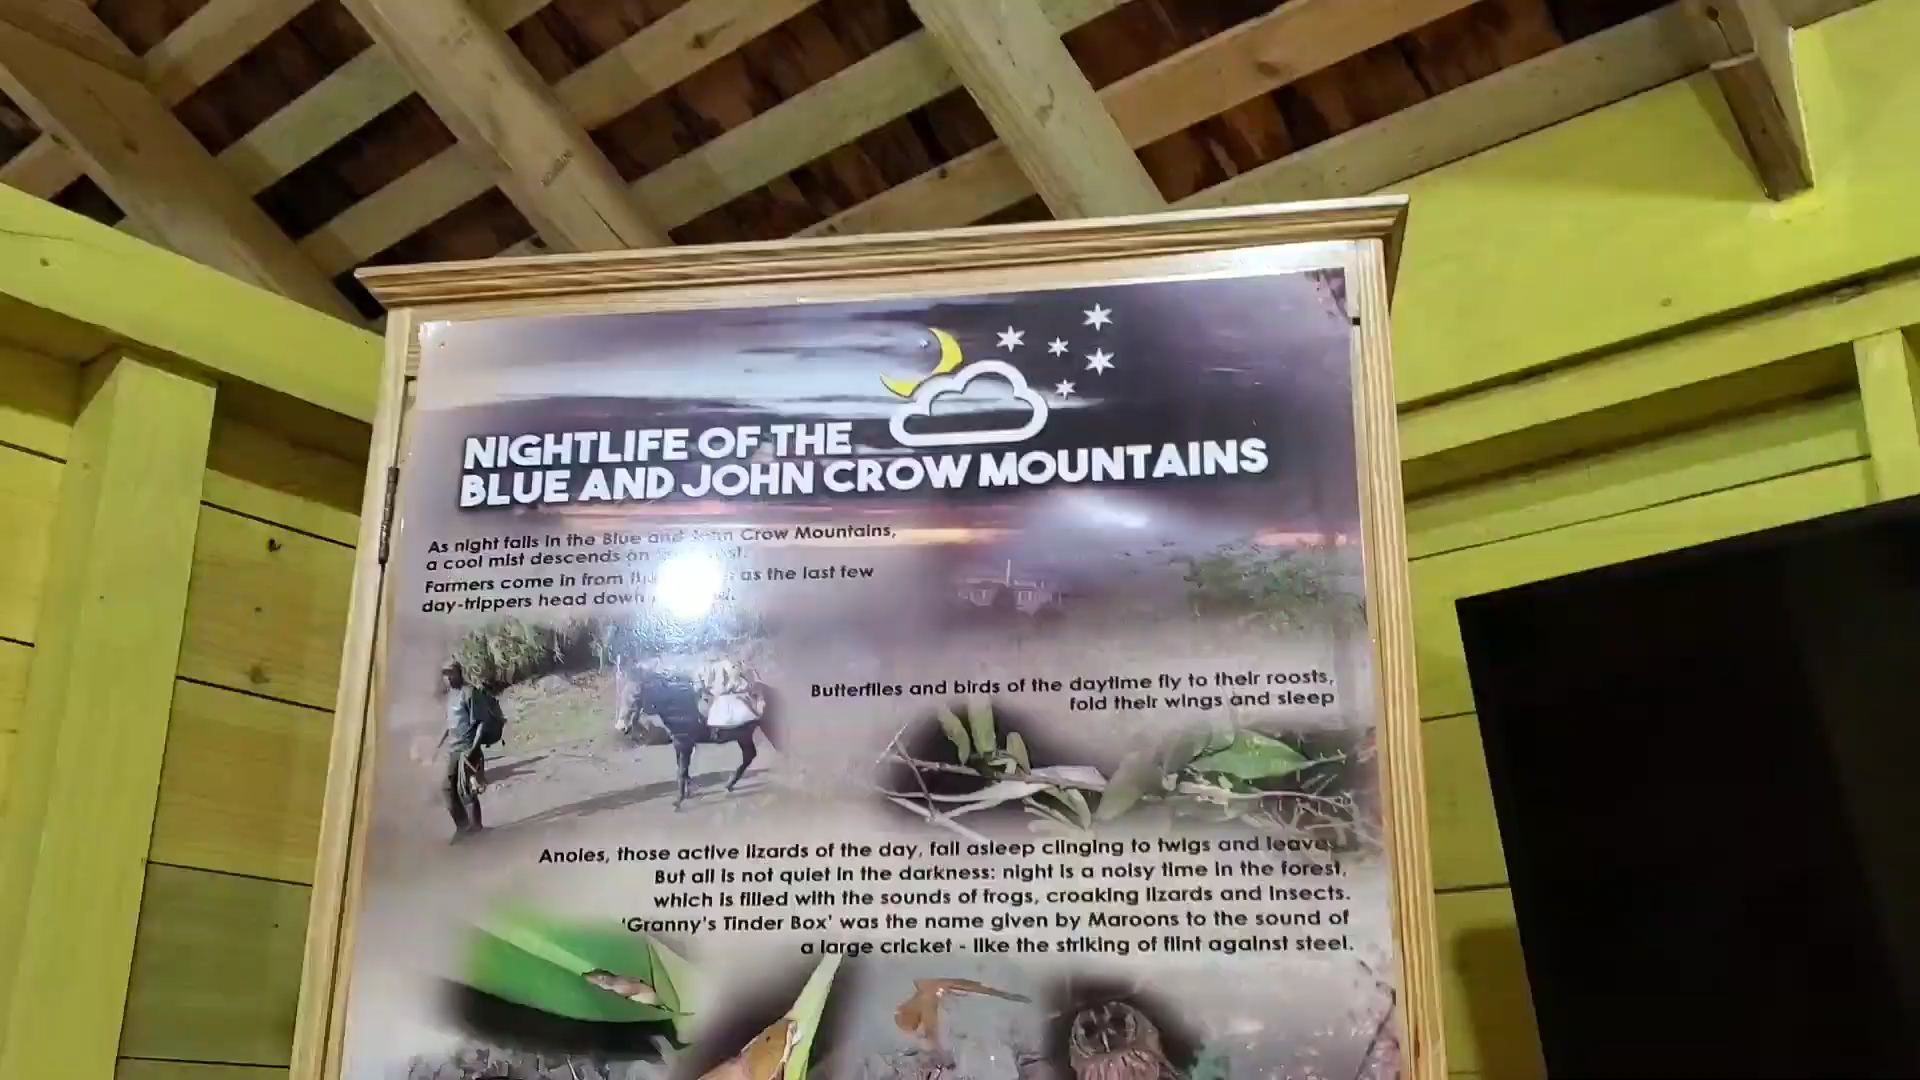 NIGHTLIFE OF THE
BLUE AND JOHN CROW MOUNTAINS
As night falls in the Blue and John Crow Mountains,
a cool mist descends on
Farmers come in from as the last few
day-trippers head down
Butterflies and birds of the daytime fly to their roosts,
fold their wings and sleep
Anoles, those active lizards of the day, fall asleep clinging to twigs and leaves.
But all is not quiet in the darkness: night is a noisy time in the forest,
which is filled with the sounds of frogs, croaking lizards and insects.
'Granny's Tinder Box' was the name given by Maroons to the sound of
a large cricket - like the striking of flint against steel.